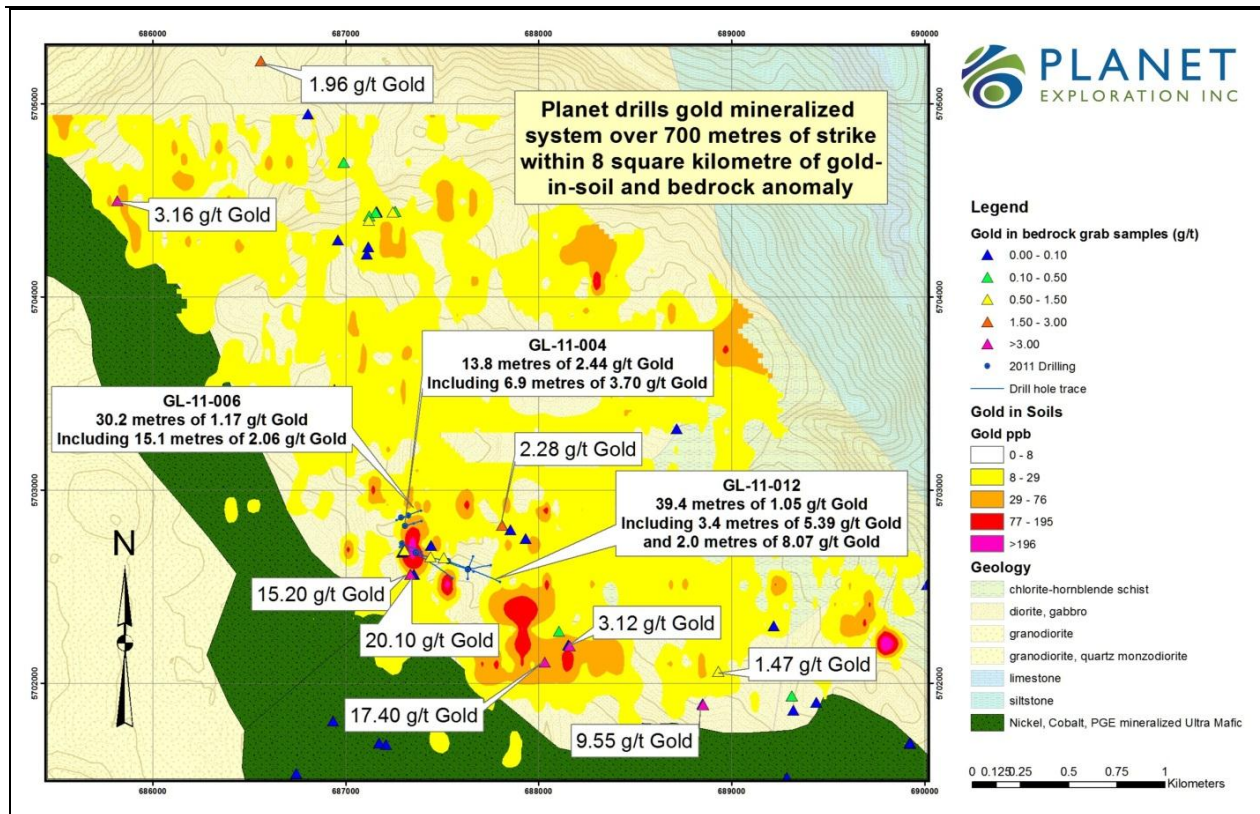 686000
687000
688000
689000
690000
PLANET
EXPLORATION INC
1.96 g/t Gold
5705000
5705000
Planet drills gold mineralized
system over 700 metres of strike
within 8 square kilometre of gold-
in-soil and bedrock anomaly
3.16 g/t Gold
5704000
5704000
GL-11-004
13.8 metres of 2.44 g/t Gold
Including 6.9 metres of 3.70 g/t Gold
GL-11-006
30.2 metres of 1.17 g/t Gold
Including 15.1 metres of 2.06 g/t Gold
2.28 g/t Gold
GL-11-012
39.4 metres of 1.05 g/t Gold
Including 3.4 metres of 5.39 g/t Gold
and 2.0 metres of 8.07 g/t Gold
5703000
5703000
N
15.20 g/t Gold
20.10 g/t Gold
3.12 g/t Gold
1.47 g/t Gold
17.40 g/t Gold
9.55 g/t Gold
5702000
5702000
686000
687000
688000
689000
690000
Legend
Gold in bedrock grab samples (g/t)
0.00 - 0.10
0.10 - 0.50
0.50 - 1.50
1.50 - 3.00
>3.00
2011 Drilling
Drill hole trace
Gold in Soils
Gold ppb
0 - 8
8 - 29
29 - 76
77 - 195
>196
Geology
chlorite-hornblende schist
diorite, gabbro
granodiorite
granodiorite, quartz monzodiorite
limestone
siltstone
Nickel, Cobalt, PGE mineralized Ultra Mafic
0 0.125 0.25 0.5 0.75 1
Kilometers